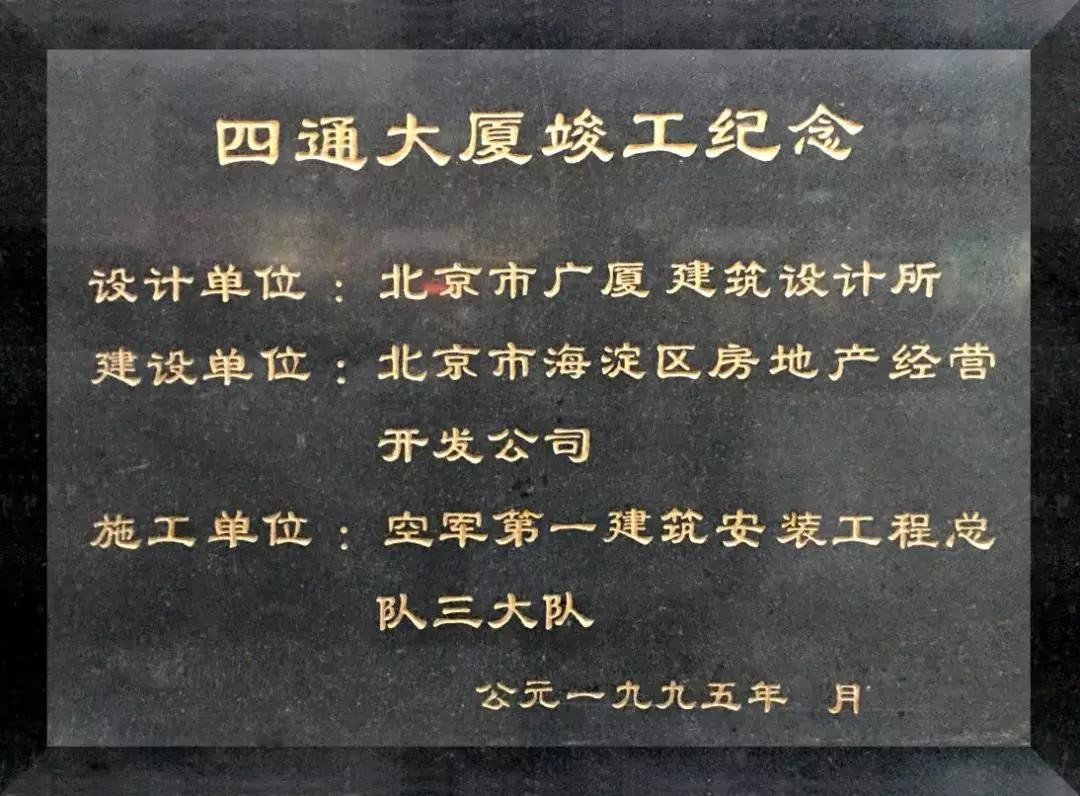 四通大厦竣工纪念
设计单位：北京市广厦建筑设计所
建设单位：北京市海淀区房地产经营
开发公司
施工单位：空军第一建筑安装工程总
队三大队
公元一九九五年 月